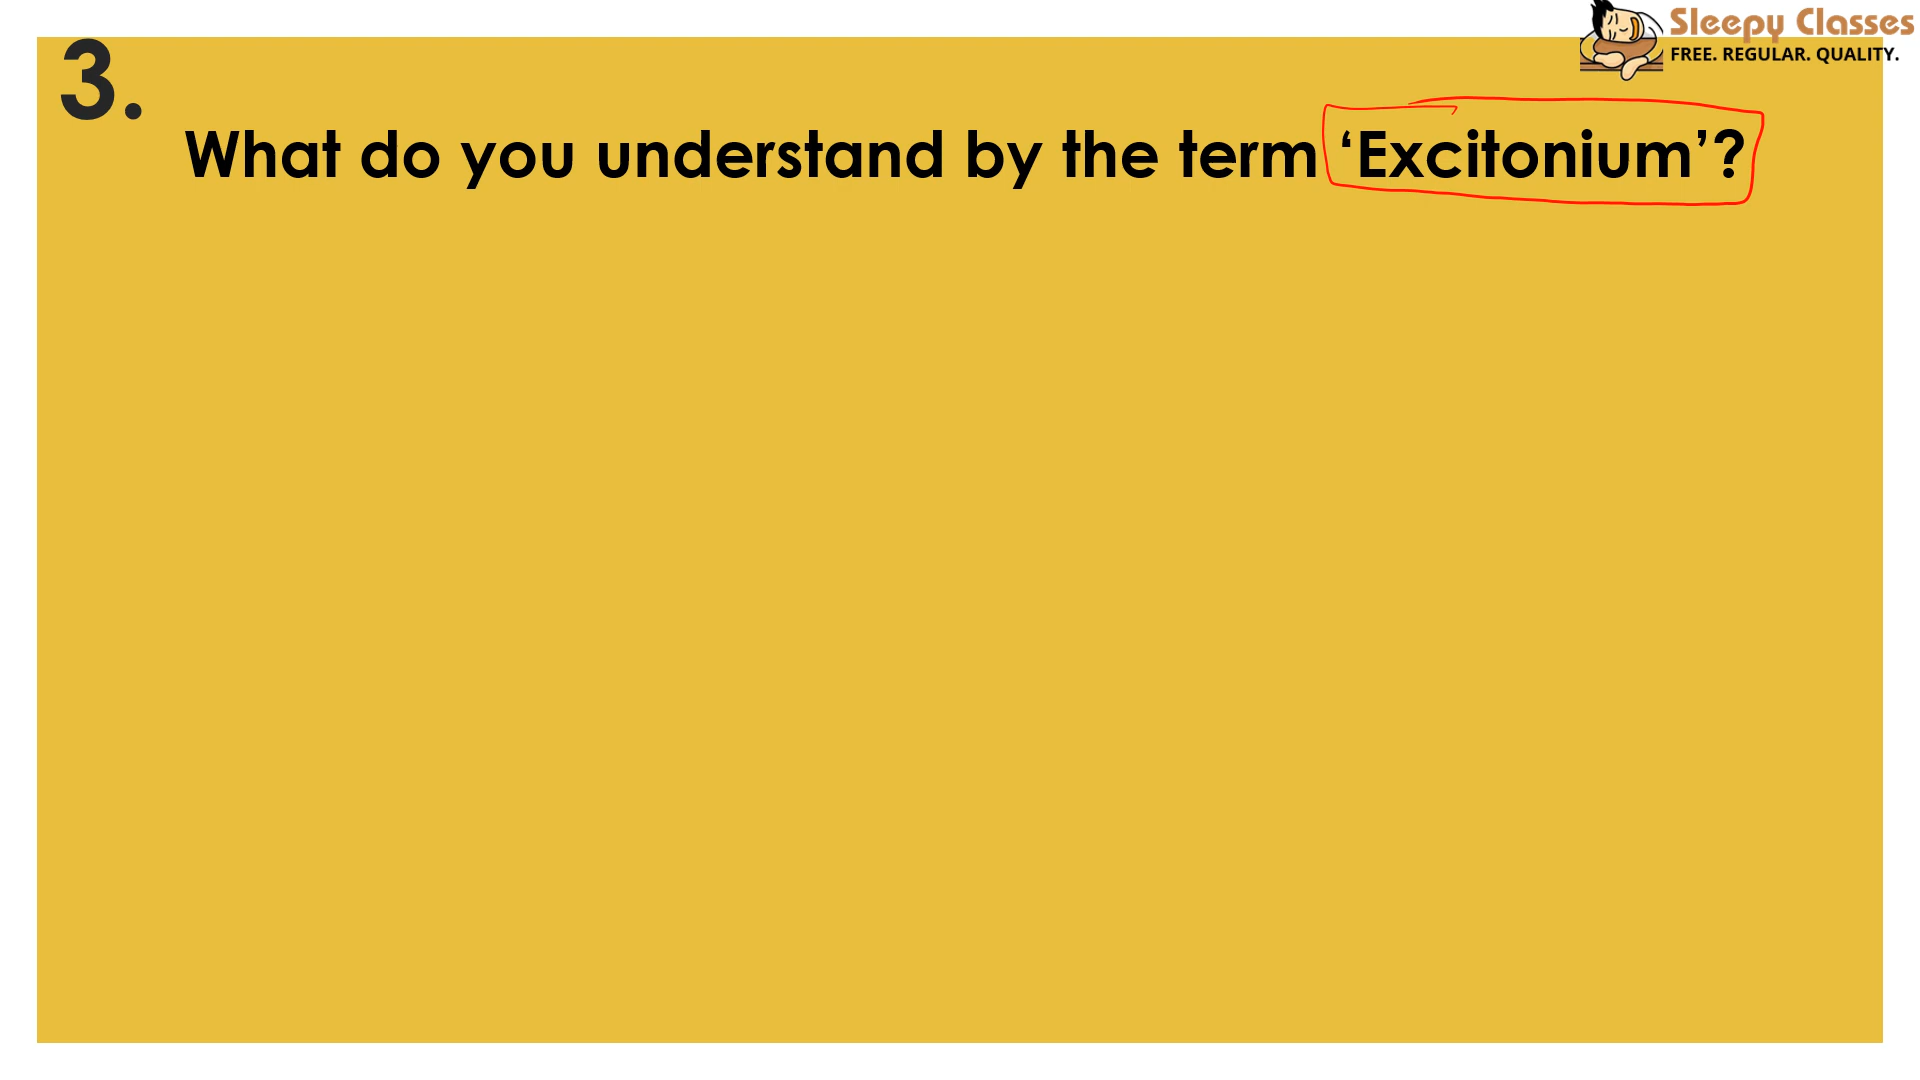 Sleepy Classes
FREE. REGULAR. QUALITY.
3.
What do you understand by the term ‘Excitonium’?